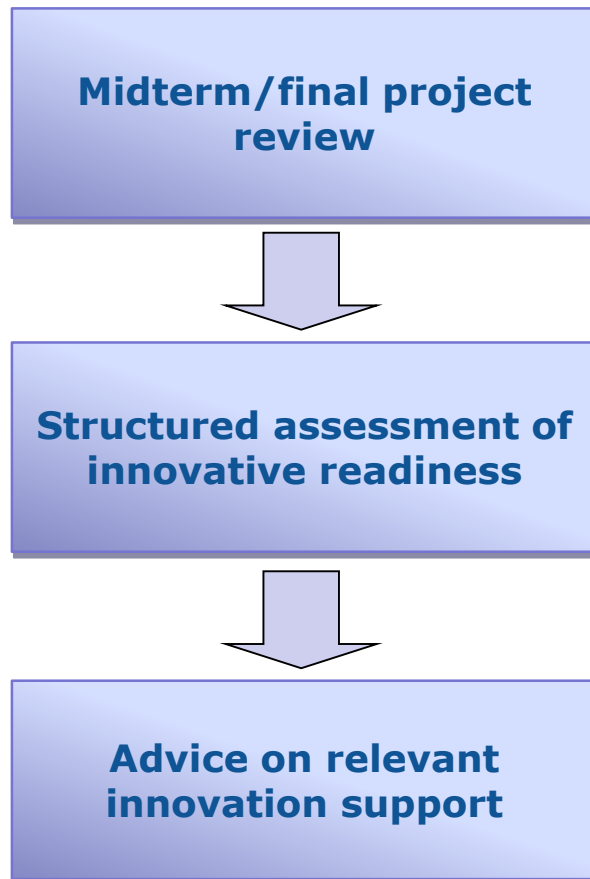 Midterm/final project
review
Structured assessment of
innovative readiness
Advice on relevant
innovation support